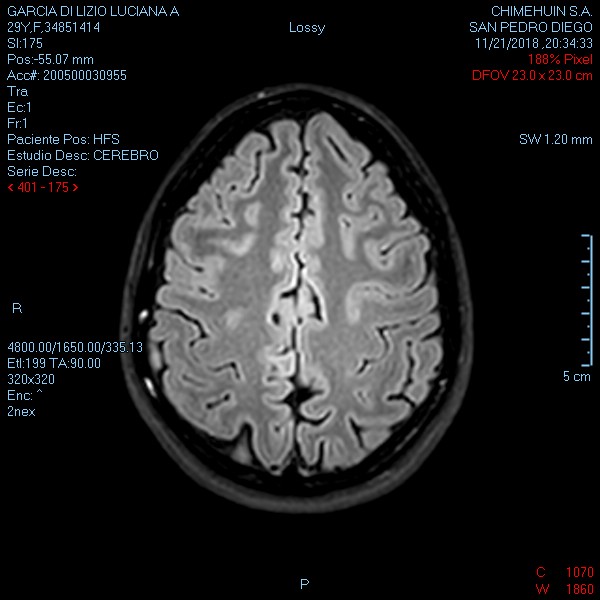 GARCIA DI LIZIO LUCIANA A
29Y,F,34851414
SI:175
Pos:-55.07 mm
Acc#: 200500030955
Tra
Ec:1
Fr:1
Paciente Pos: HFS
Estudio Desc: CEREBRO
Serie Desc:
< 401 - 175 >
Lossy
CHIMEHUIN S.A.
SAN PEDRO DIEGO
11/21/2018 ,20:34:33
188% Pixel
DFOV 23.0 x 23.0 cm
SW 1.20 mm
R
4800.00/1650.00/335.13
Etl:199 TA:90.00
320x320
Enc: ^
2nex
5 cm
P
C 1070
W 1860